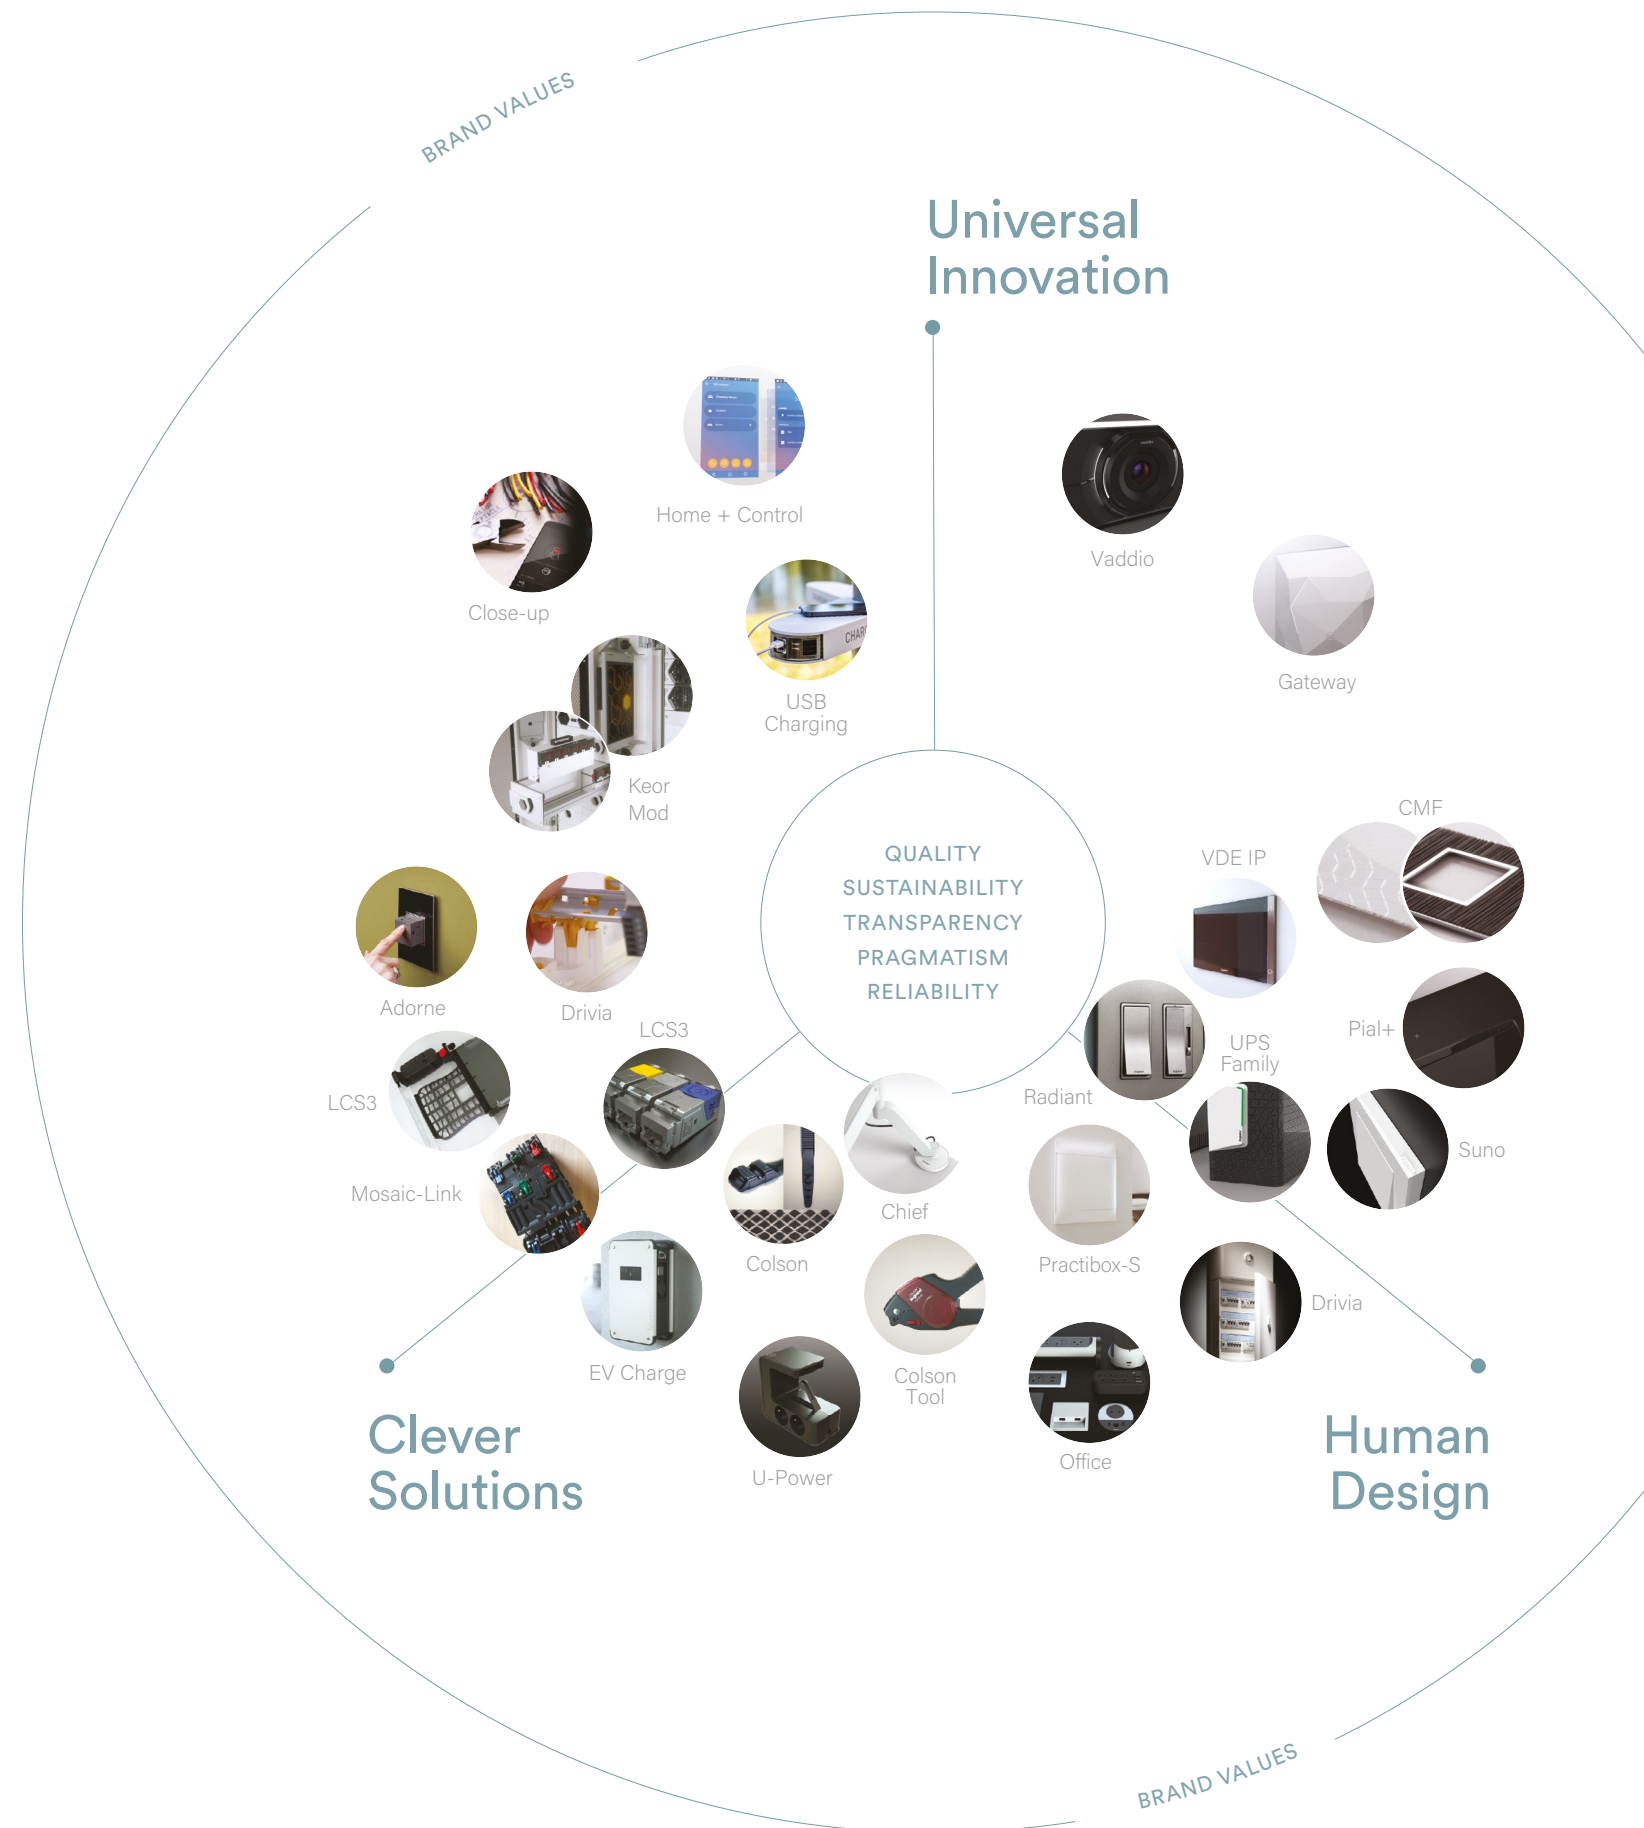 BRAND VALUES
Universal
Innovation
Home + Control
Vaddio
Close-up
CHAR
Gateway
USB
Charging
Keor
Mod
CMF
QUALITY
SUSTAINABILITY
TRANSPARENCY
PRAGMATISM
RELIABILITY
VDE IP
Adorne
Drivia
LCS3
Pial+
UPS
Family
Radiant
LCS3
Suno
Mosaic-Link
Chief
Colson
Practibox-S
Drivia
EV Charge
Colson
Tool
Office
U-Power
Clever
Solutions
Human
Design
BRAND VALUES